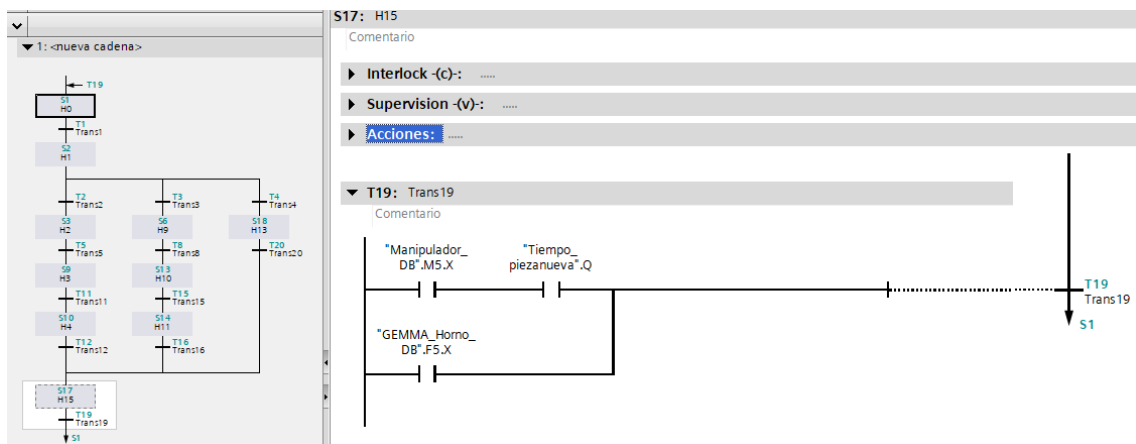 1: <nueva cadena>
T19
S1
H0
T1
Trans1
S2
H1
T2
Trans2
T3
Trans3
T4
Trans4
S3
H2
S6
H9
S18
H13
T5
Trans5
T8
Trans8
T20
Trans20
S9
H3
S13
H10
T11
Trans11
T15
Trans15
S10
H4
S14
H11
T12
Trans12
T16
Trans16
S17
H15
T19
Trans19
S1
S17: H15
Comentario
Interlock -(c)-: .....
Supervision -(v)-: .....
Acciones: .....
T19: Trans19
Comentario
"Manipulador_
DB".M5.X
"Tiempo_
piezanueva".Q
"GEMMA_Horno_
DB".F5.X
T19
Trans19
S1